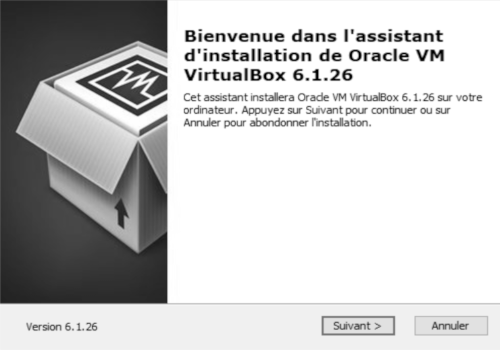 Bienvenue dans l'assistant
d'installation de Oracle VM
VirtualBox 6.1.26
Cet assistant installera Oracle VM VirtualBox 6.1.26 sur votre
ordinateur. Appuyez sur Suivant pour continuer ou sur
Annuler pour abondonner l'installation.
Version 6.1.26
Suivant >
Annuler